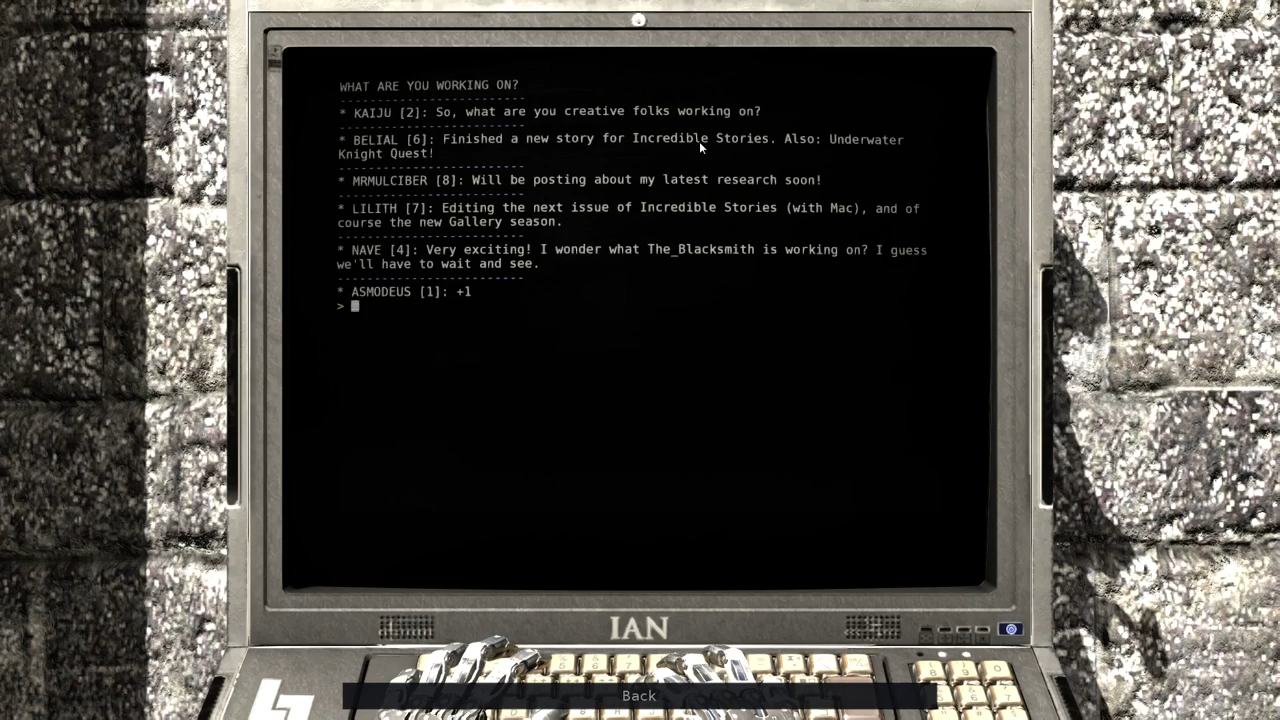 WHAT ARE YOU WORKING ON?
------------------------
* KAIJU [2]: So, what are you creative folks working on?
------------------------
* BELIAL [6]: Finished a new story for Incredible Stories. Also: Underwater
Knight Quest!
------------------------
* MRMULCIBER [8]: Will be posting about my latest research soon!
------------------------
* LILITH [7]: Editing the next issue of Incredible Stories (with Mac), and of
course the new Gallery season.
------------------------
* NAVE [4]: Very exciting! I wonder what The_Blacksmith is working on? I guess
we'll have to wait and see.
------------------------
* ASMODEUS [1]: +1
>
IAN
Back